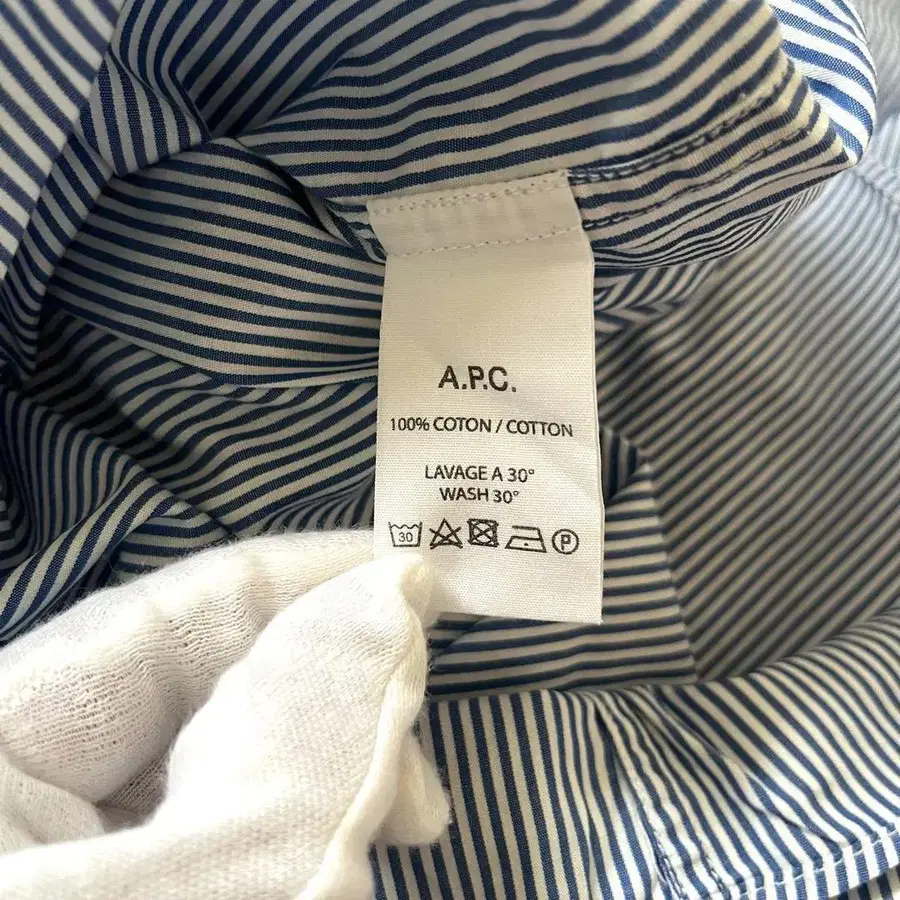 A.P.C.
100% COTON / COTTON
LAVAGE A 30°
WASH 30°
30 P